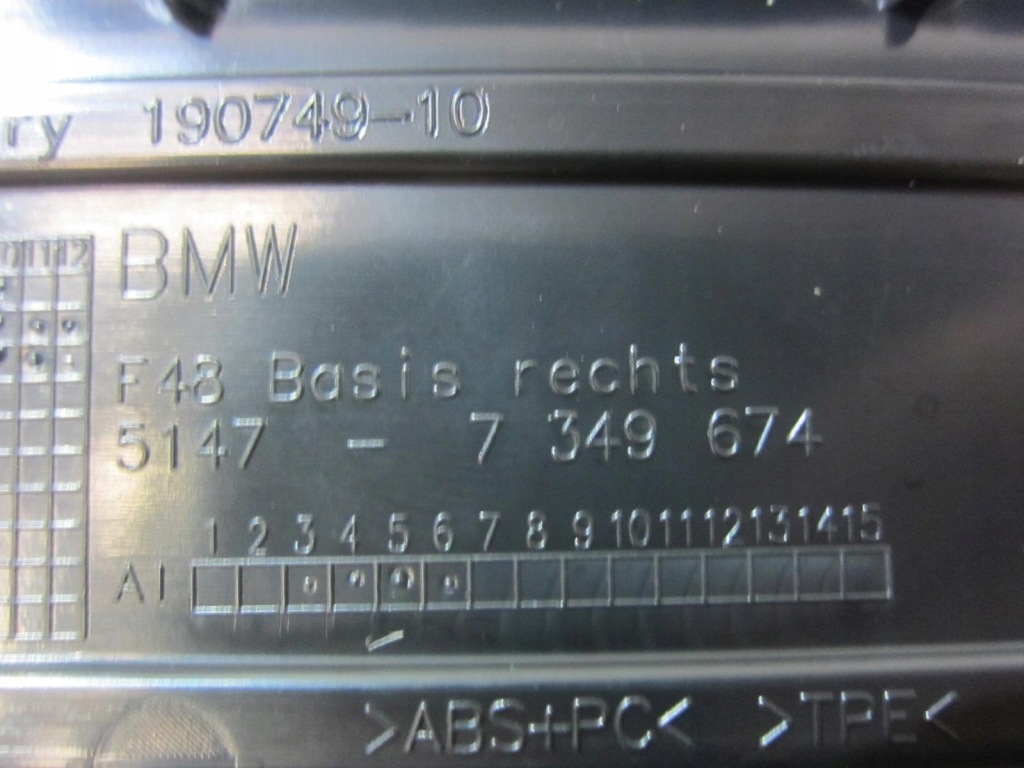 ry 190749-10
BMW
F48 Basis rechts
5147 - 7 349 674
1 2 3 4 5 6 7 8 9 10 11 12 13 14 15
AI
>ABS+PC< >TPE<